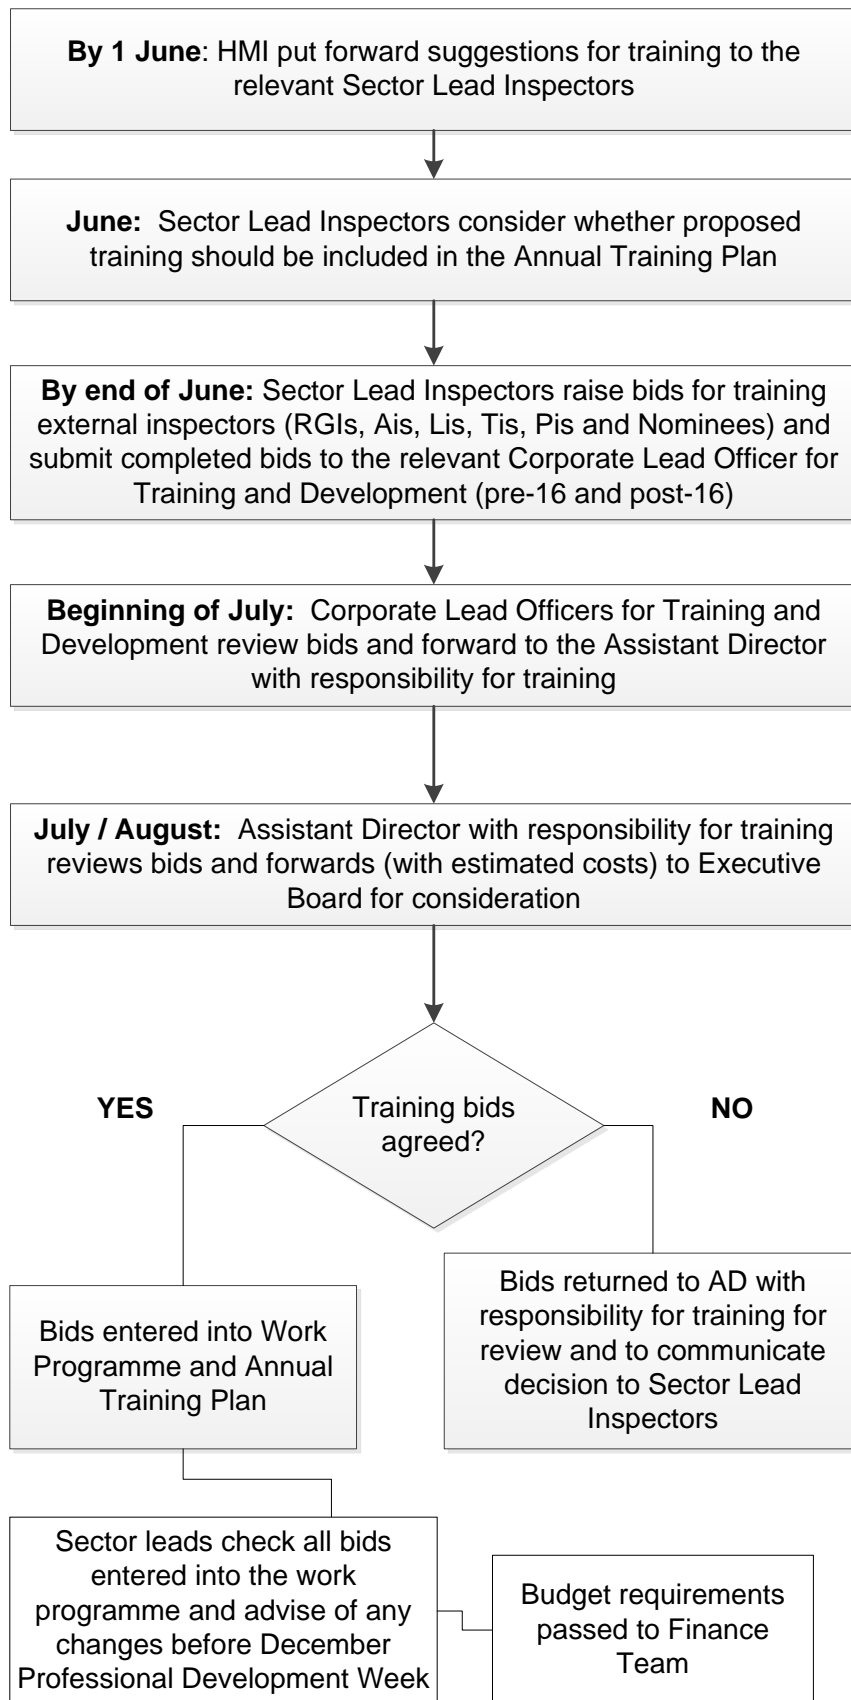 By 1 June: HMI put forward suggestions for training to the
relevant Sector Lead Inspectors
June:  Sector Lead Inspectors consider whether proposed
training should be included in the Annual Training Plan
By end of June: Sector Lead Inspectors raise bids for training
external inspectors (RGIs, Ais, Lis, Tis, Pis and Nominees) and
submit completed bids to the relevant Corporate Lead Officer for
Training and Development (pre-16 and post-16)
Beginning of July:  Corporate Lead Officers for Training and
Development review bids and forward to the Assistant Director
with responsibility for training
July / August:  Assistant Director with responsibility for training
reviews bids and forwards (with estimated costs) to Executive
Board for consideration
YES
Training bids
agreed?
NO
Bids entered into Work
Programme and Annual
Training Plan
Bids returned to AD with
responsibility for training for
review and to communicate
decision to Sector Lead
Inspectors
Sector leads check all bids
entered into the work
programme and advise of any
changes before December
Professional Development Week
Budget requirements
passed to Finance
Team